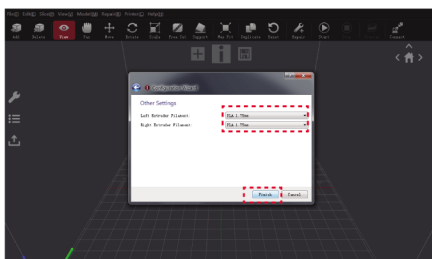 File(F) Edit(E) Slice(S) View(V) Model(M) Repair(R) Printer(C) Help(H)
Add Delete View Pan Move Rotate Scale Free Cut Support Max Fit Duplicate Reset Repair Start Connect
Configuration Wizard
Other Settings
Left Extruder Filament: PLA 1.75mm
Right Extruder Filament: PLA 1.75mm
Finish Cancel